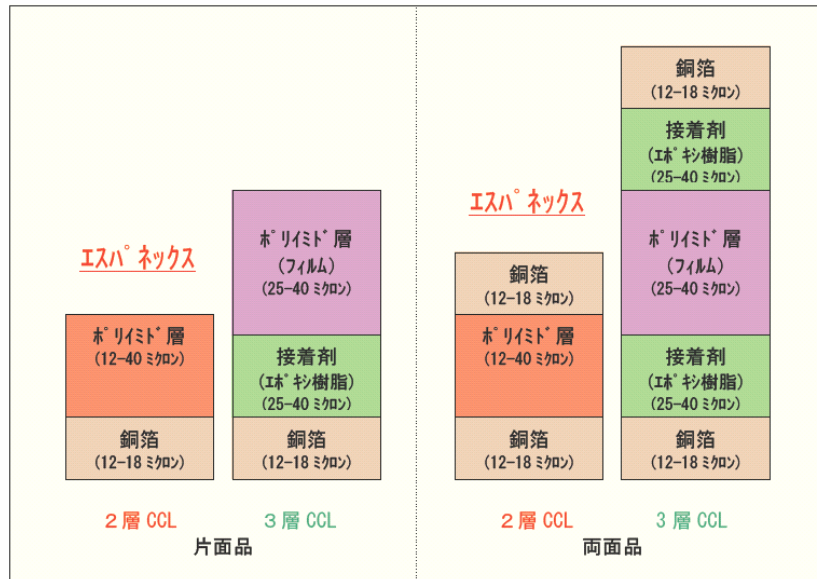 エスパネックス
ポリイミド層
(12-40 ミクロン)
銅箔
(12-18 ミクロン)
2層 CCL
ポリイミド層
(フィルム)
(25-40 ミクロン)
接着剤
(エポキシ樹脂)
(25-40 ミクロン)
銅箔
(12-18 ミクロン)
3層 CCL
片面品
エスパネックス
銅箔
(12-18 ミクロン)
ポリイミド層
(12-40 ミクロン)
銅箔
(12-18 ミクロン)
2層 CCL
銅箔
(12-18 ミクロン)
接着剤
(エポキシ樹脂)
(25-40 ミクロン)
ポリイミド層
(フィルム)
(25-40 ミクロン)
接着剤
(エポキシ樹脂)
(25-40 ミクロン)
銅箔
(12-18 ミクロン)
3層 CCL
両面品